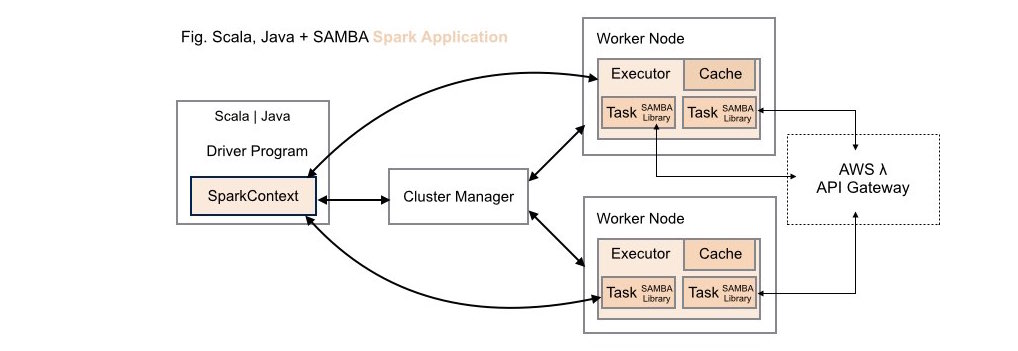 Fig. Scala, Java + SAMBA Spark Application
Scala | Java
Driver Program
SparkContext
Cluster Manager
Worker Node
Executor
Cache
Task SAMBA Library
Task SAMBA Library
Worker Node
Executor
Cache
Task SAMBA Library
Task SAMBA Library
AWS λ
API Gateway